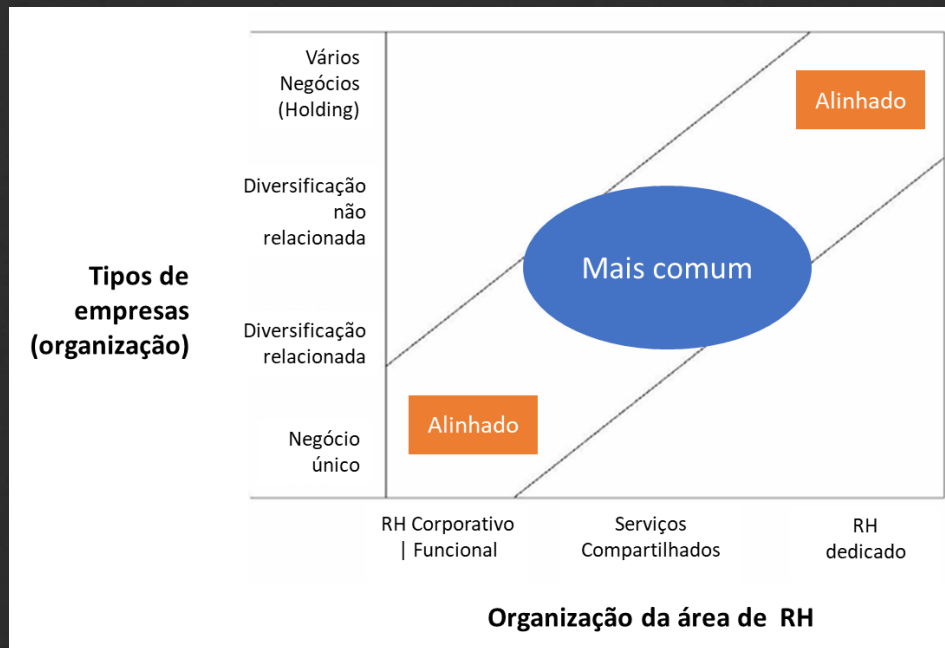 Vários
Negócios
(Holding)
Alinhado
Diversificação
não
relacionada
Mais comum
Tipos de
empresas
(organização)
Diversificação
relacionada
Alinhado
Negócio
único
RH Corporativo
| Funcional
Serviços
Compartilhados
RH
dedicado
Organização da área de RH